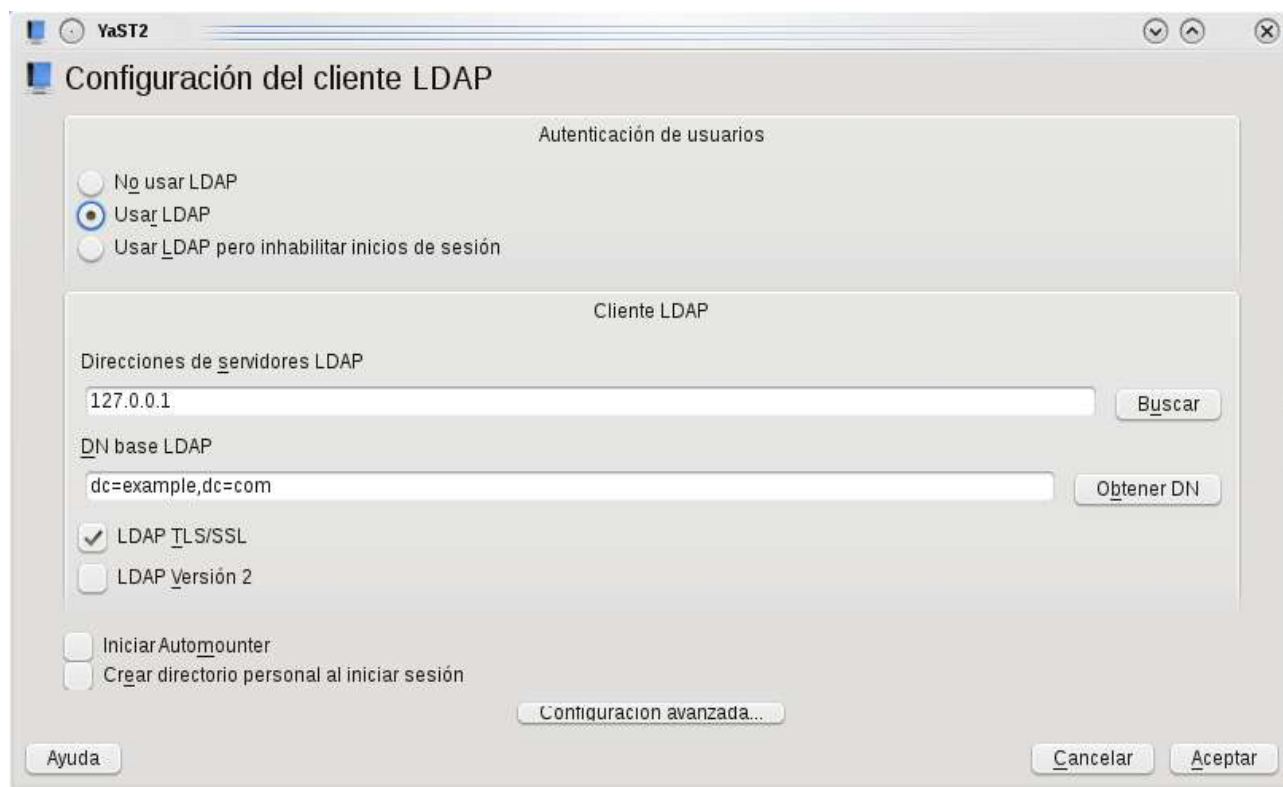 YaST2
Configuración del cliente LDAP
Autenticación de usuarios
No usar LDAP
Usar LDAP
Usar LDAP pero inhabilitar inicios de sesión
Cliente LDAP
Direcciones de servidores LDAP
127.0.0.1
Buscar
DN base LDAP
dc=example,dc=com
Obtener DN
LDAP TLS/SSL
LDAP Versión 2
Iniciar Automounter
Crear directorio personal al iniciar sesión
Configuración avanzada...
Ayuda
Cancelar
Aceptar